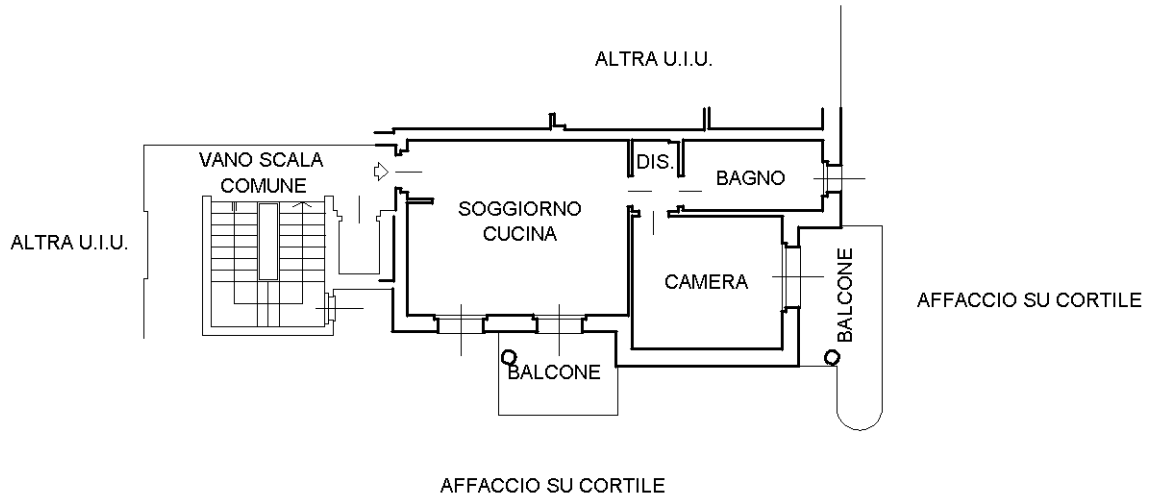 ALTRA U.I.U.
VANO SCALA
COMUNE
DIS.
BAGNO
SOGGIORNO
CUCINA
ALTRA U.I.U.
CAMERA
BALCONE
AFFACCIO SU CORTILE
BALCONE
AFFACCIO SU CORTILE